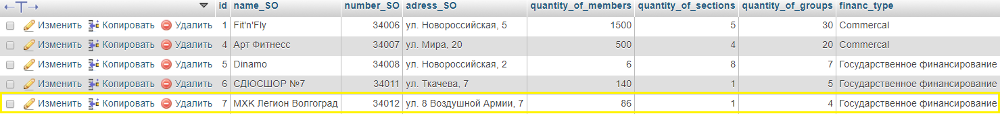 ←T→ ▼ id name_SO number_SO adress_SO quantity_of_members quantity_of_sections quantity_of_groups financ_type
Изменить Копировать Удалить 1 Fit'n'Fly 34006 ул. Новороссийская, 5 1500 5 30 Commercal
Изменить Копировать Удалить 4 Арт Фитнесс 34007 ул. Мира, 20 500 4 20 Commercal
Изменить Копировать Удалить 5 Dinamo 34008 ул. Новороссийская, 2 6 8 7 Государственное финансирование
Изменить Копировать Удалить 6 СДЮСШОР №7 34011 ул. Ткачева, 7 140 1 5 Государственное финансирование
Изменить Копировать Удалить 7 МХК Легион Волгоград 34012 ул. 8 Воздушной Армии, 7 86 1 4 Государственное финансирование